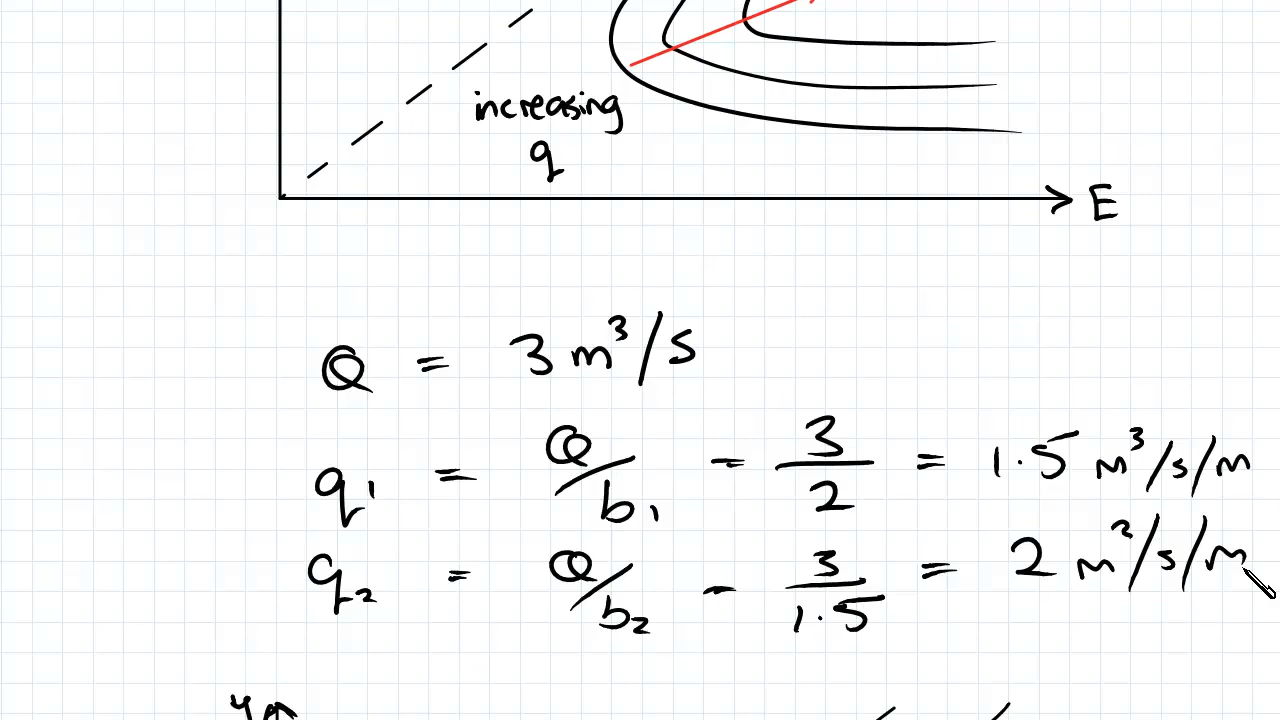 increasing
q
E
Q = 3 m³/s
q₁ = Q/b₁ = 3/2 = 1.5 m³/s/m
q₂ = Q/b₂ = 3/1.5 = 2 m³/s/m
y